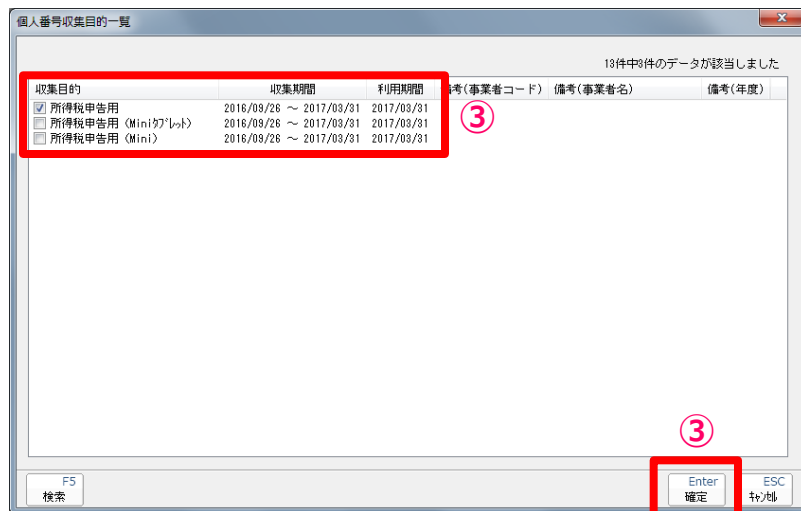 個人番号収集目的一覧
13件中3件のデータが該当しました
収集目的 収集期間 利用期間 備考(事業者コード) 備考(事業者名) 備考(年度)
所得税申告用 2016/09/26 ～ 2017/03/31 2017/03/31
所得税申告用 (Miniﾀﾌﾞﾚｯﾄ) 2016/09/26 ～ 2017/03/31 2017/03/31
所得税申告用 (Mini) 2016/09/26 ～ 2017/03/31 2017/03/31
③
③
F5 Enter ESC
検索 確定 ｷｬﾝｾﾙ